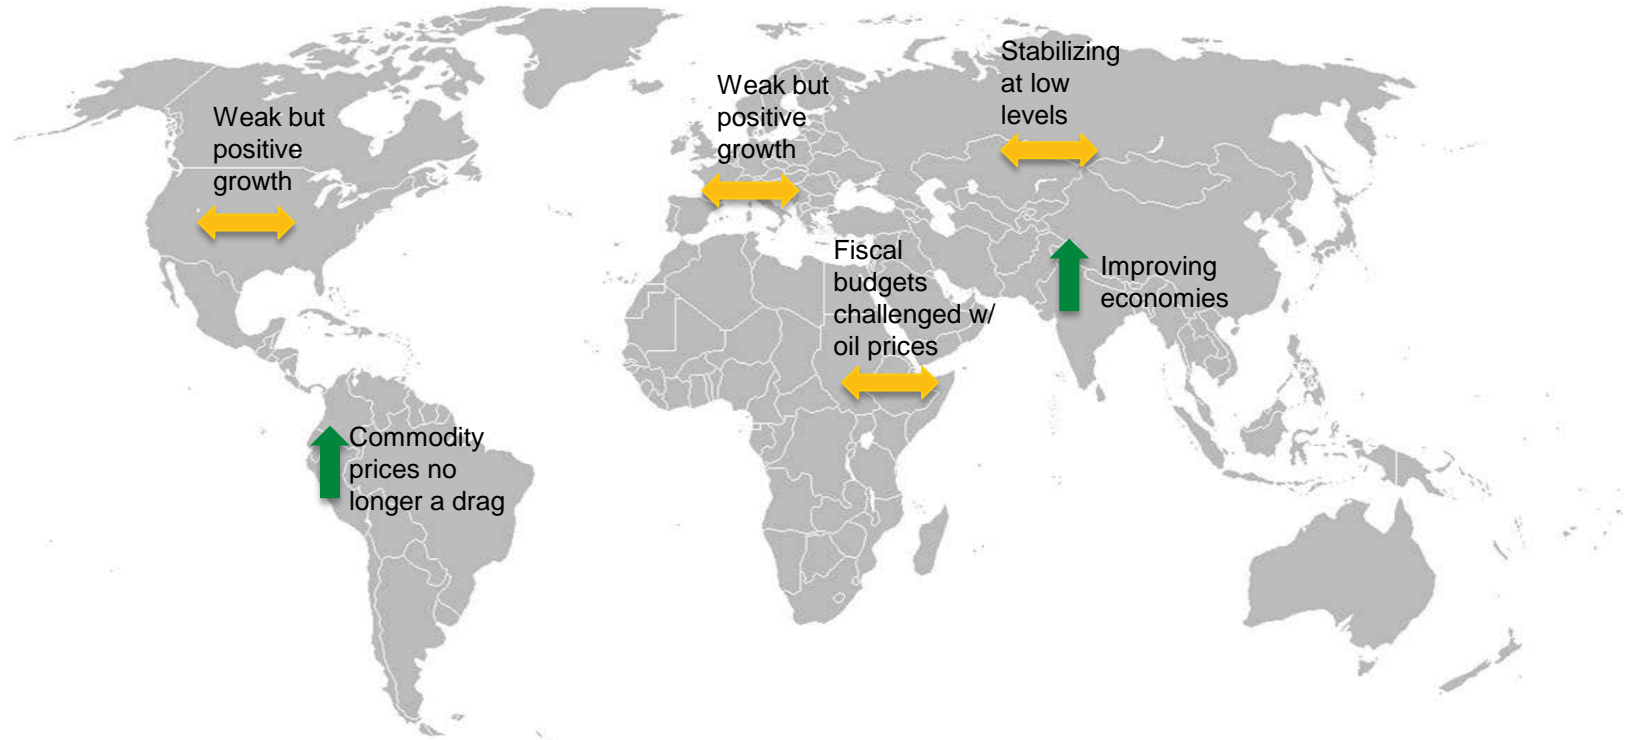 Weak but
positive
growth
Weak but
positive
growth
Stabilizing
at low
levels
Fiscal
budgets
challenged w/
oil prices
Improving
economies
Commodity
prices no
longer a drag